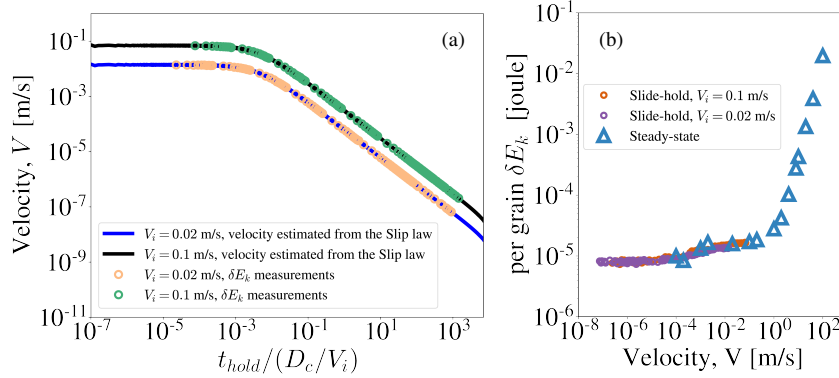 (a)
10^{-1}
10^{-3}
10^{-5}
10^{-7}
10^{-9}
10^{-11}
Velocity, V [m/s]
V_i = 0.02 m/s, velocity estimated from the Slip law
V_i = 0.1 m/s, velocity estimated from the Slip law
V_i = 0.02 m/s, δE_k measurements
V_i = 0.1 m/s, δE_k measurements
10^{-7} 10^{-5} 10^{-3} 10^{-1} 10^{1} 10^{3}
t_{hold}/(D_c/V_i)
(b)
10^{-1}
10^{-2}
10^{-3}
10^{-4}
10^{-5}
10^{-6}
per grain δE_k [joule]
Slide-hold, V_i = 0.1 m/s
Slide-hold, V_i = 0.02 m/s
Steady-state
10^{-8} 10^{-6} 10^{-4} 10^{-2} 10^{0} 10^{2}
Velocity, V [m/s]